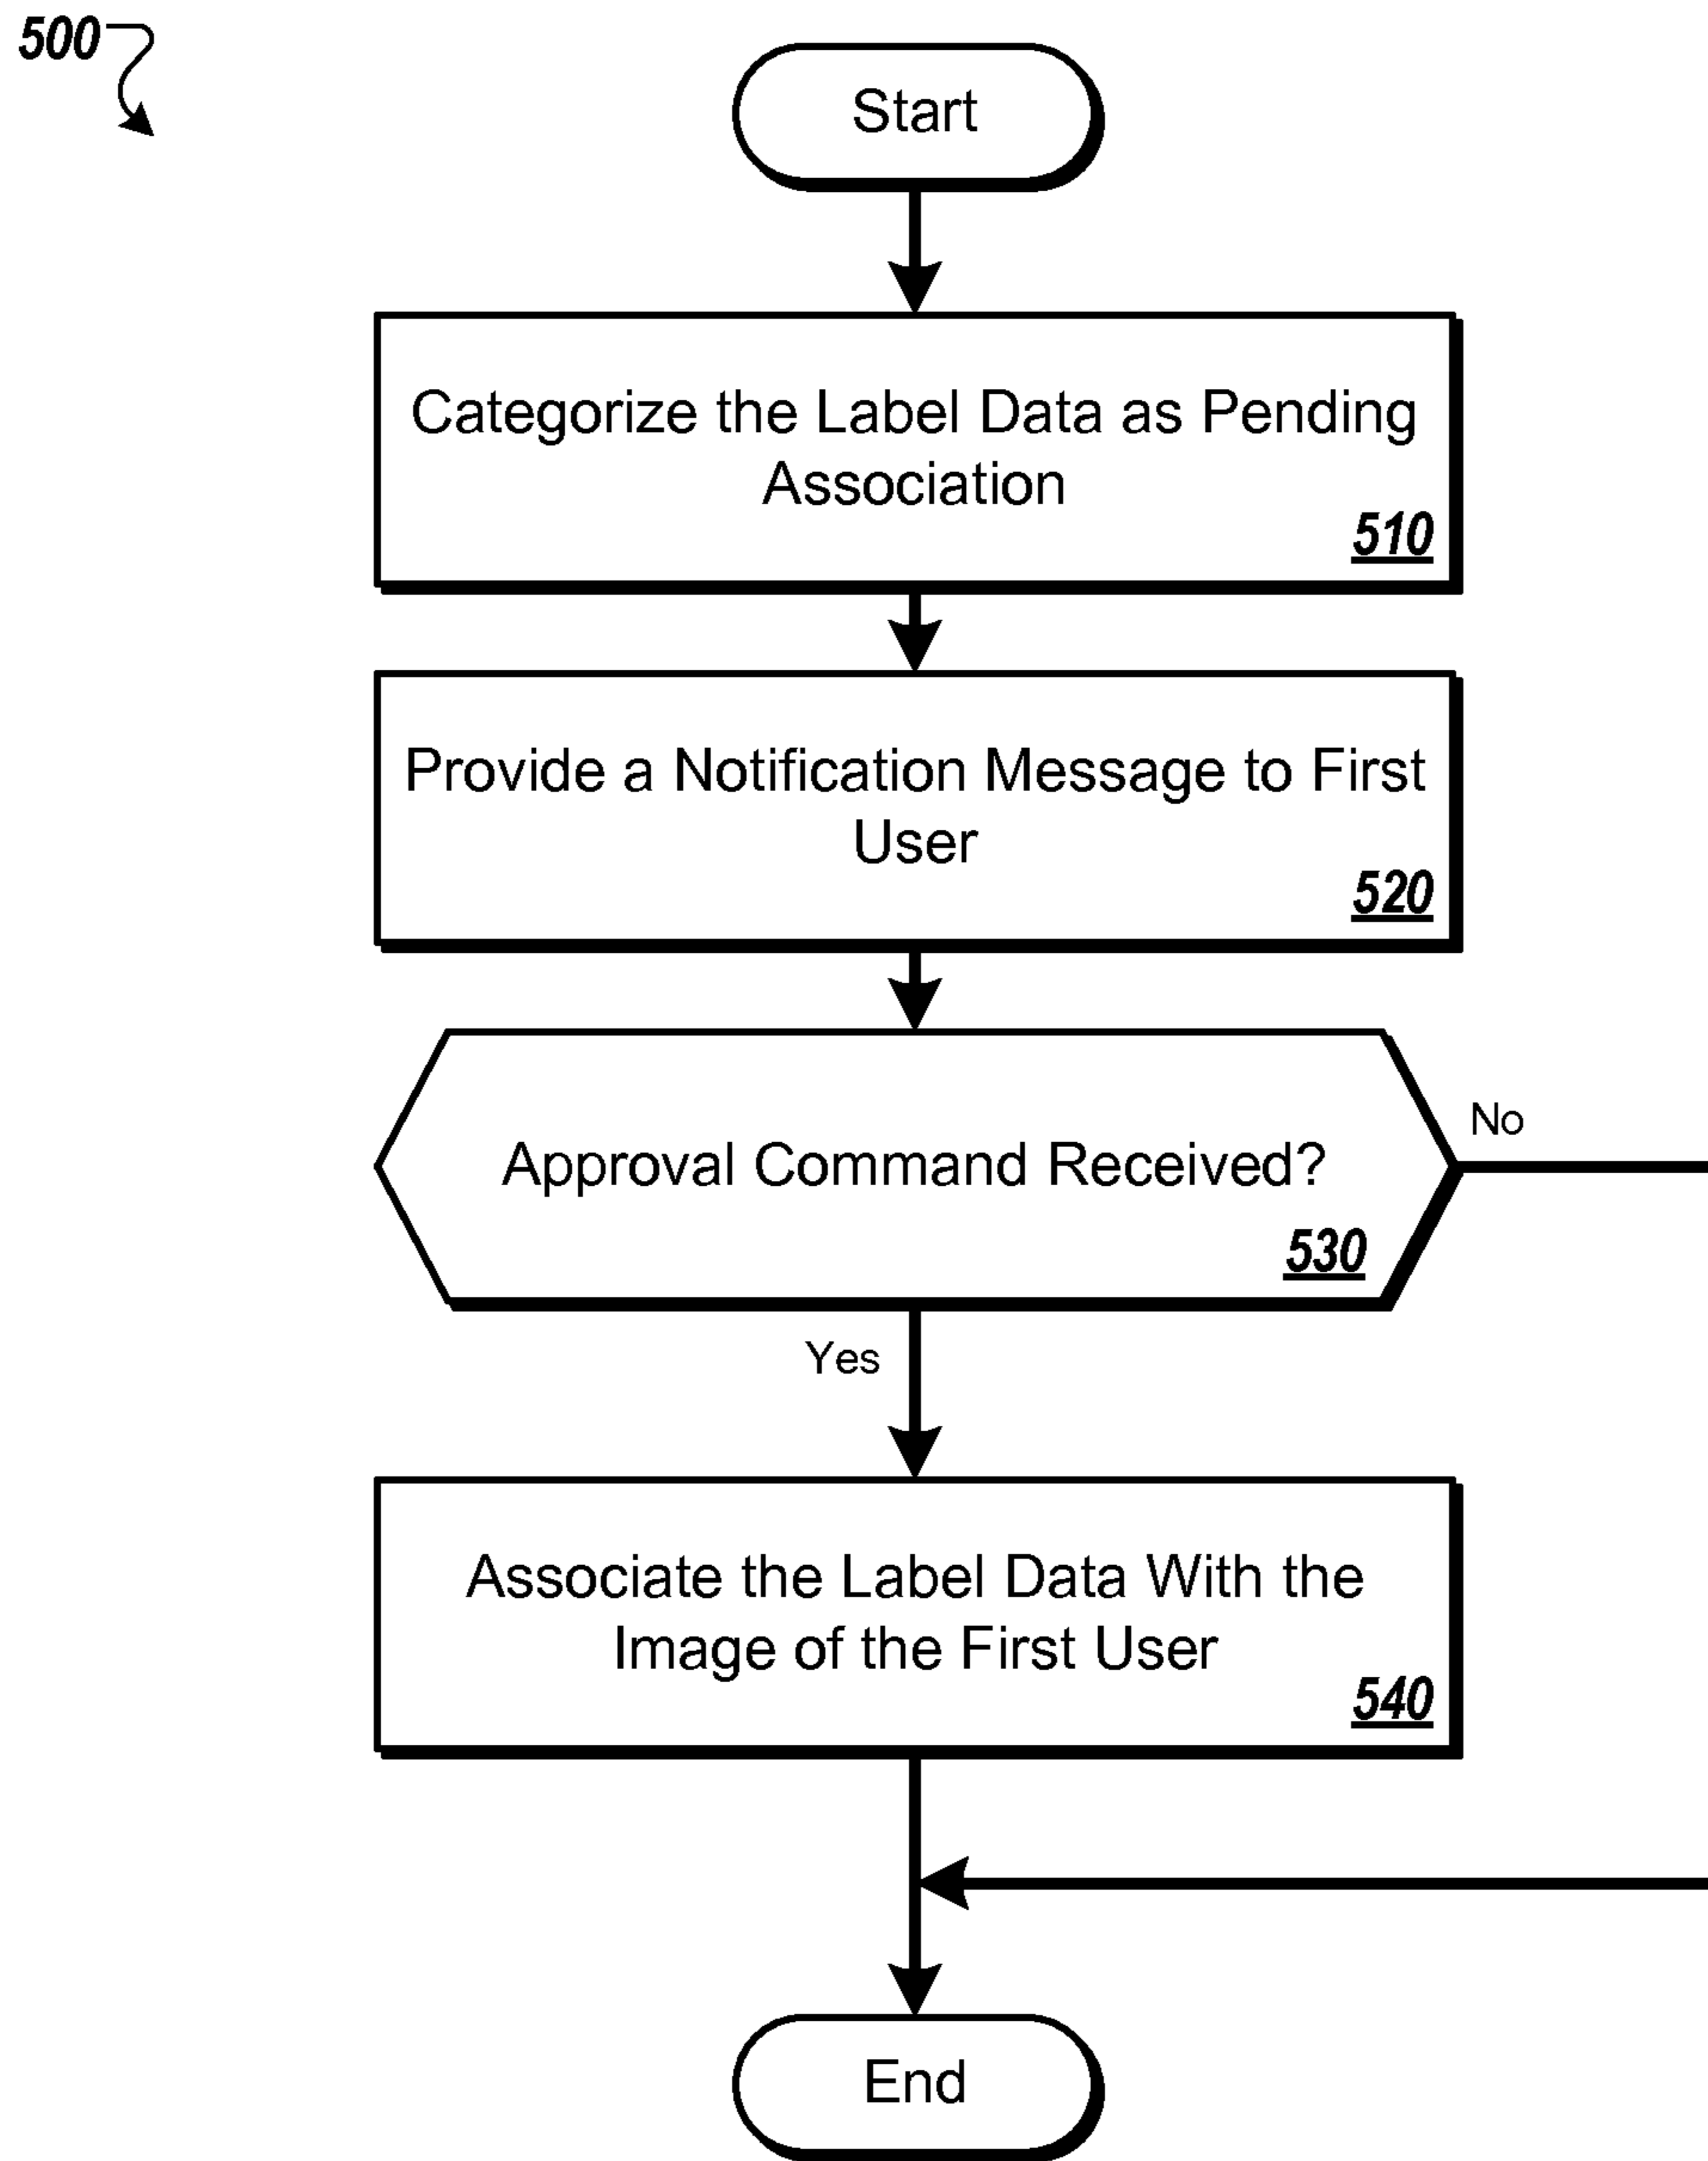 500
Start
Categorize the Label Data as Pending
Association
510
Provide a Notification Message to First
User
520
Approval Command Received?
530
No
Yes
Associate the Label Data With the
Image of the First User
540
End